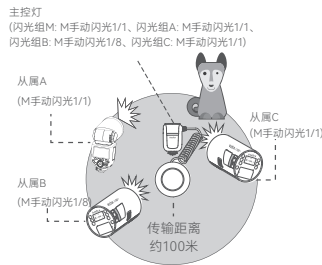 主控灯
(闪光组M: M手动闪光1/1、闪光组A: M手动闪光1/1、
闪光组B: M手动闪光1/8、闪光组C: M手动闪光1/1)
从属A
(M手动闪光1/1)
从属C
(M手动闪光1/1)
从属B
(M手动闪光1/8)
传输距离
约100米